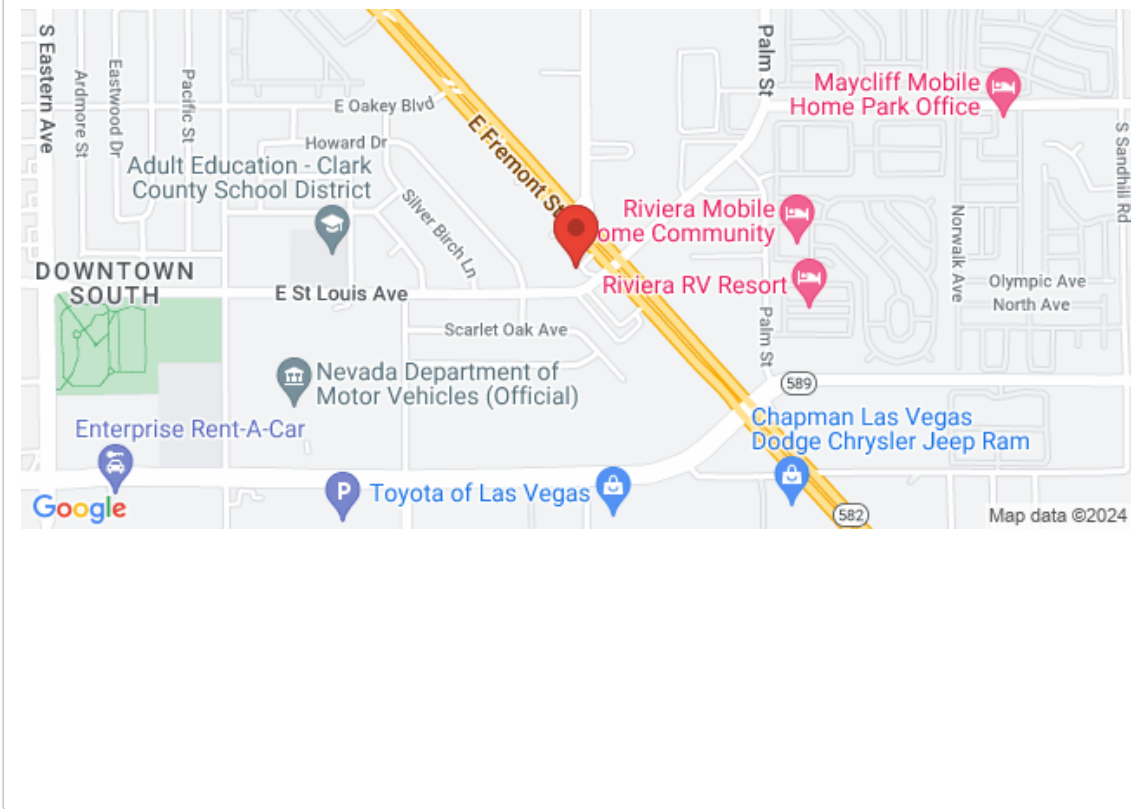 S Eastern Ave
Ardmore St
Eastwood Dr
Pacific St
E Oakey Blvd
Howard Dr
Adult Education - Clark
County School District
Silver Birch Ln
E Fremont St
Palm St
Maycliff Mobile
Home Park Office
S Sandhill Rd
Riviera Mobile
ome Community
Riviera RV Resort
Norwalk Ave
Olympic Ave
North Ave
DOWNTOWN
SOUTH
E St Louis Ave
Scarlet Oak Ave
Palm St
589
Nevada Department of
Motor Vehicles (Official)
Chapman Las Vegas
Dodge Chrysler Jeep Ram
Enterprise Rent-A-Car
P
Toyota of Las Vegas
582
Google
Map data ©2024